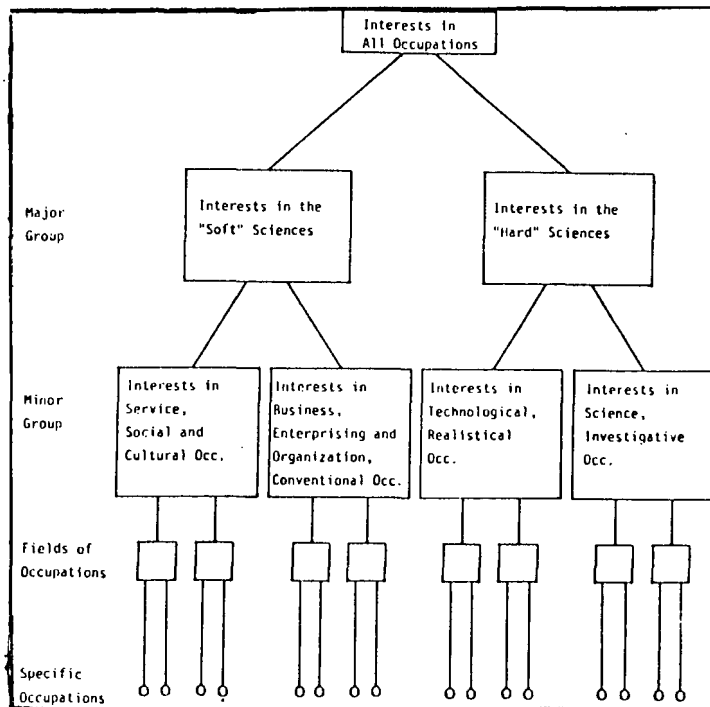 Interests in
All Occupations
Major
Group
Interests in the
"Soft" Sciences
Interests in the
"Hard" Sciences
Minor
Group
Interests in
Service,
Social and
Cultural Occ.
Interests in
Business,
Enterprising and
Organization,
Conventional Occ.
Interests in
Technological,
Realistical
Occ.
Interests in
Science,
Investigative
Occ.
Fields of
Occupations
Specific
Occupations